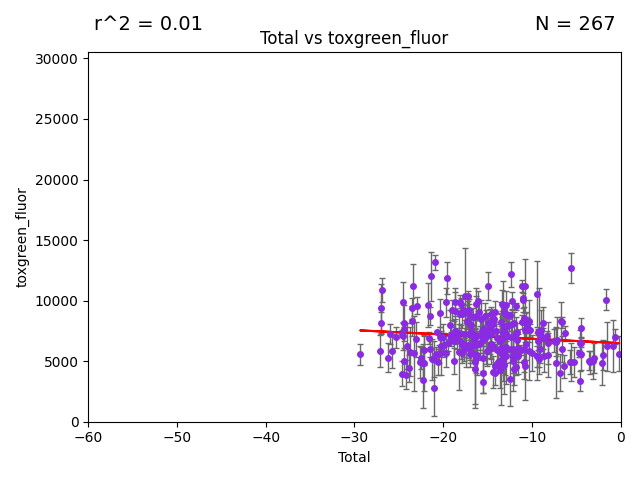 r^2 = 0.01
N = 267
Total vs toxgreen_fluor
30000
25000
20000
15000
10000
5000
0
toxgreen_fluor
−60
−50
−40
−30
−20
−10
0
Total